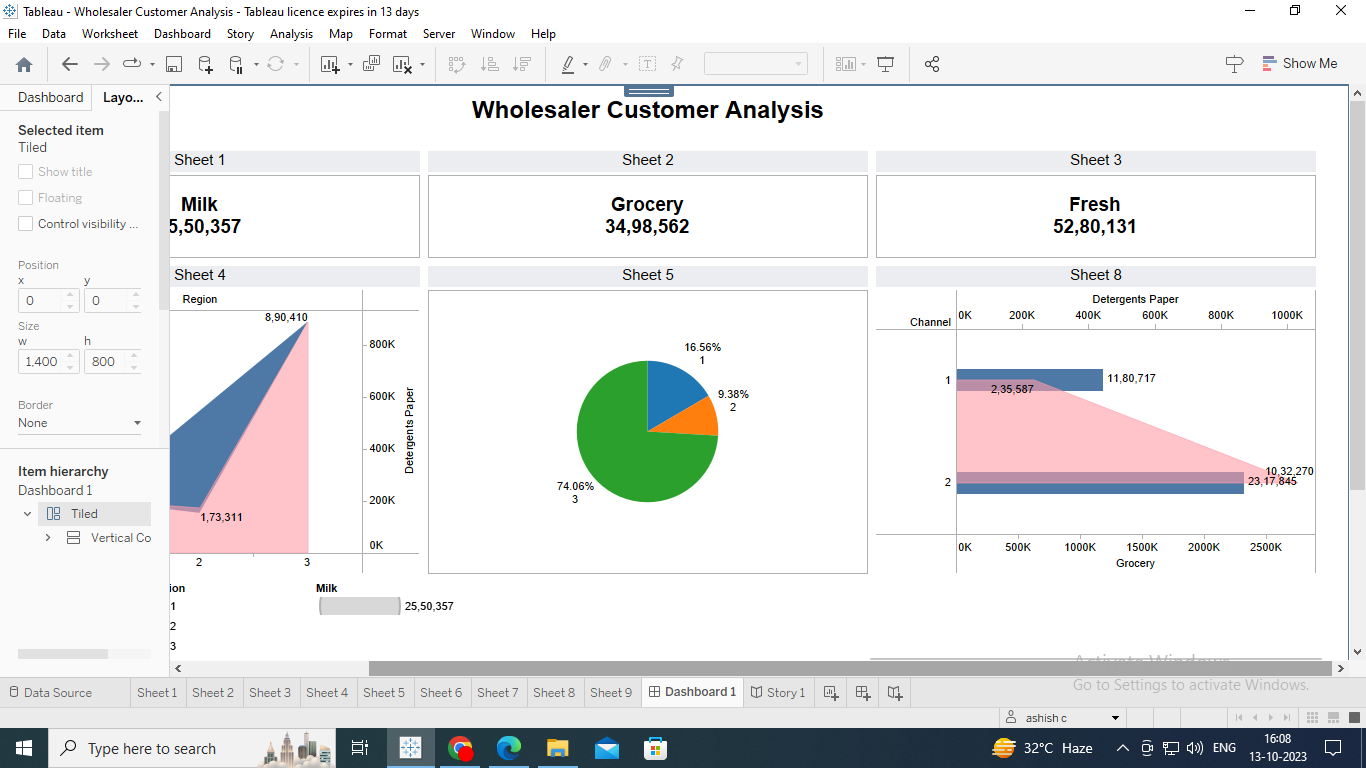 Tableau - Wholesaler Customer Analysis - Tableau licence expires in 13 days
File Data Worksheet Dashboard Story Analysis Map Format Server Window Help
Show Me
Dashboard Layo...
Selected item
Tiled
Show title
Floating
Control visibility ...
Position
x y
0 0
Size
w h
1,400 800
Border
None
Item hierarchy
Dashboard 1
Tiled
Vertical Co
Wholesaler Customer Analysis
Sheet 1 Sheet 2 Sheet 3
Milk Grocery Fresh
5,50,357 34,98,562 52,80,131
Sheet 4 Sheet 5 Sheet 8
Region
8,90,410
1,73,311
800K
600K
400K
200K
0K
Detergents Paper
2 3
16.56%
1
9.38%
2
74.06%
3
Detergents Paper
Channel 0K 200K 400K 600K 800K 1000K
1 11,80,717
2,35,587
10,32,270
2 23,17,845
0K 500K 1000K 1500K 2000K 2500K
Grocery
ion Milk
1 25,50,357
2
3
Activate Windows
Go to Settings to activate Windows.
Data Source Sheet 1 Sheet 2 Sheet 3 Sheet 4 Sheet 5 Sheet 6 Sheet 7 Sheet 8 Sheet 9 Dashboard 1 Story 1
ashish c
Type here to search 32°C Haze ENG 16:08
13-10-2023